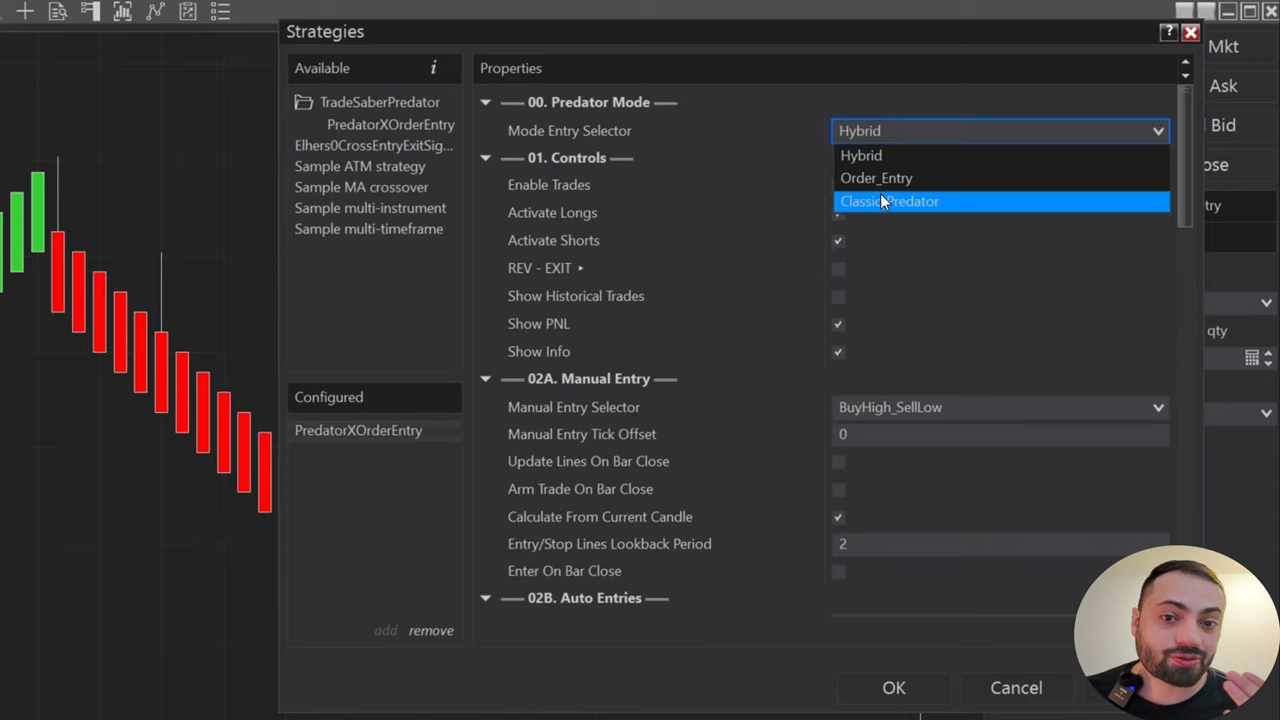 Strategies
?
Available
i
TradeSaberPredator
PredatorXOrderEntry
Elhers0CrossEntryExitSig...
Sample ATM strategy
Sample MA crossover
Sample multi-instrument
Sample multi-timeframe
Configured
PredatorXOrderEntry
add remove
Properties
00. Predator Mode
Mode Entry Selector Hybrid
Hybrid
Order_Entry
Classic_Predator
01. Controls
Enable Trades
Activate Longs
Activate Shorts
REV - EXIT
Show Historical Trades
Show PNL
Show Info
02A. Manual Entry
Manual Entry Selector BuyHigh_SellLow
Manual Entry Tick Offset 0
Update Lines On Bar Close
Arm Trade On Bar Close
Calculate From Current Candle
Entry/Stop Lines Lookback Period 2
Enter On Bar Close
02B. Auto Entries
OK Cancel
Mkt
Ask
Bid
ose
ry
qty